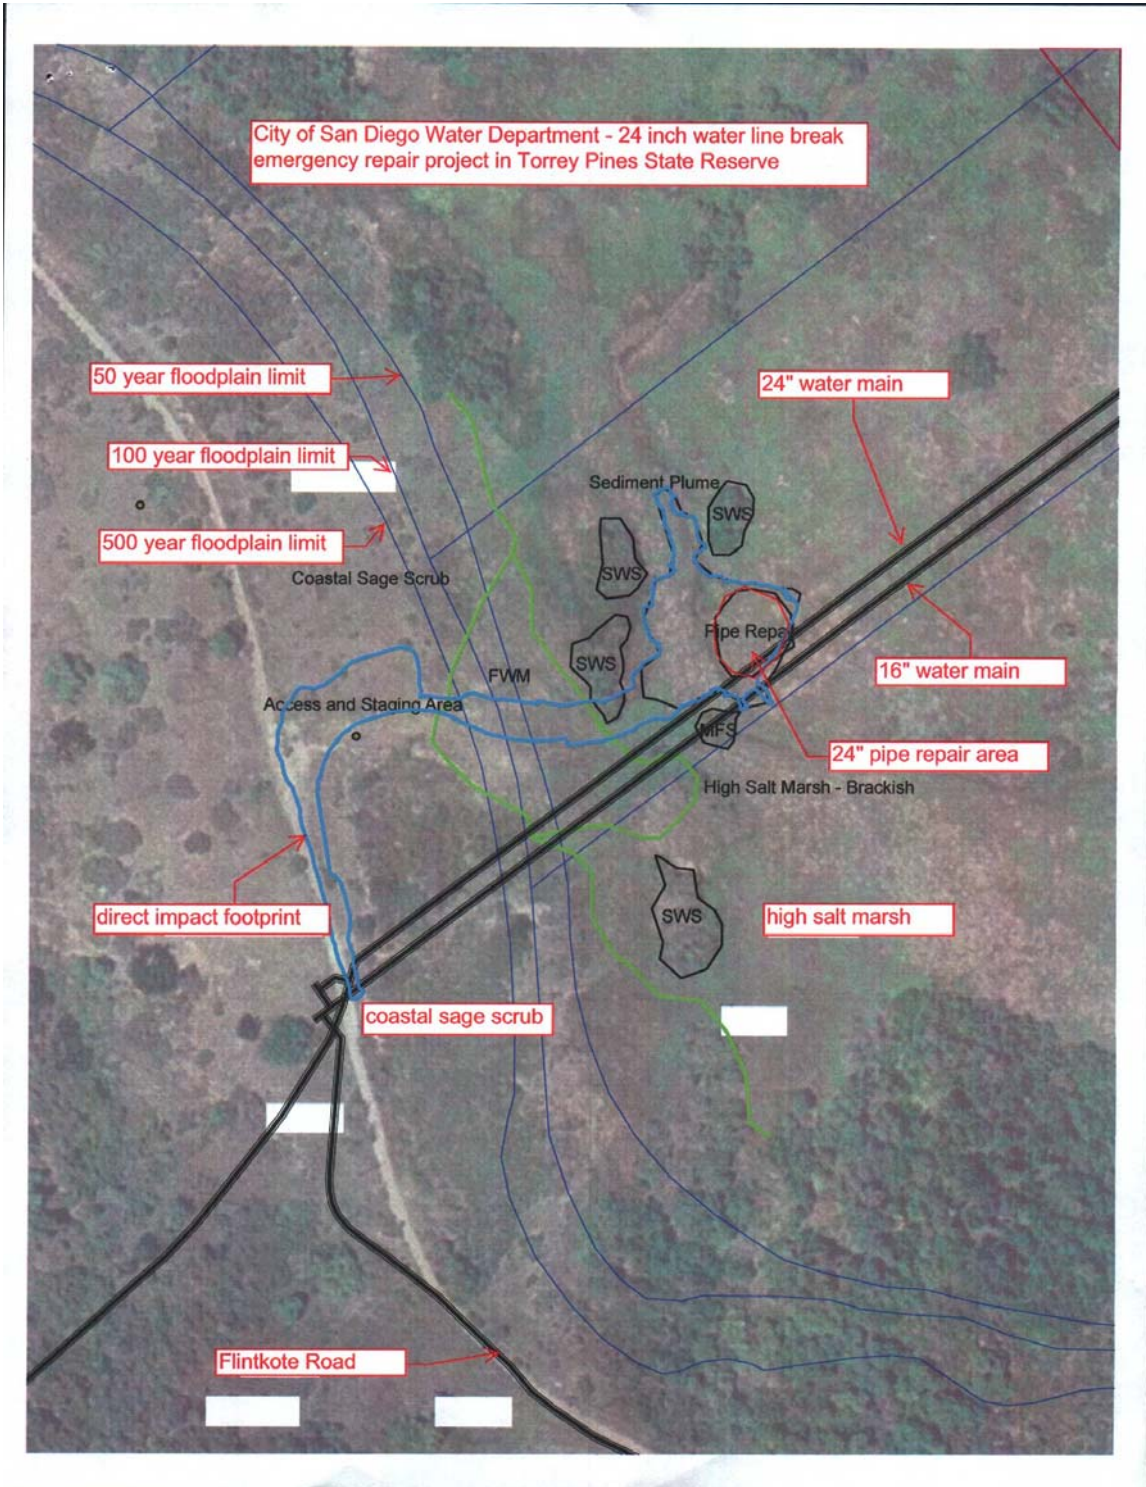 City of San Diego Water Department - 24 inch water line break
emergency repair project in Torrey Pines State Reserve
50 year floodplain limit
24" water main
100 year floodplain limit
Sediment Plume
SWS
500 year floodplain limit
SWS
Coastal Sage Scrub
Pipe Repa
SWS
16" water main
FWM
Access and Staging Area
MFS
24" pipe repair area
High Salt Marsh - Brackish
direct impact footprint
SWS
high salt marsh
coastal sage scrub
Flintkote Road